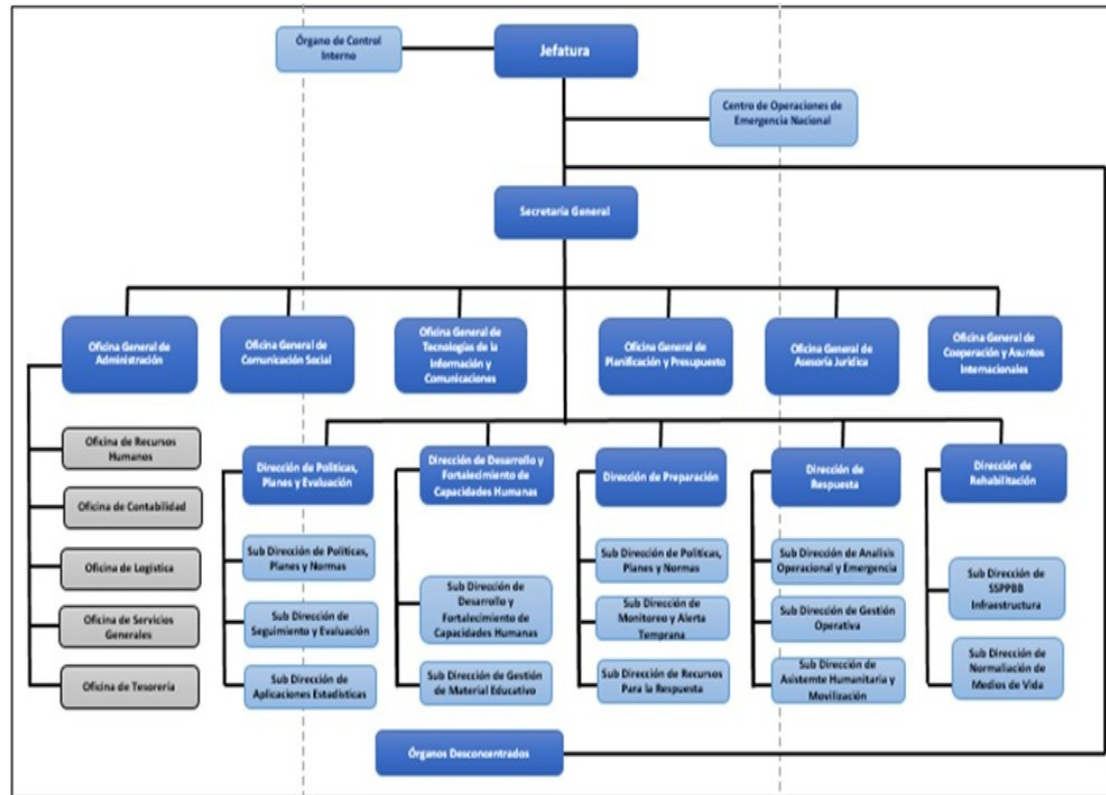 Órgano de Control
Interno
Jefatura
Centro de Operaciones de
Emergencia Nacional
Secretaría General
Oficina General de
Administración
Oficina General de
Comunicación Social
Oficina General de
Tecnologías de la
Información y
Comunicaciones
Oficina General de
Planificación y Presupuesto
Oficina General de
Asesoría Jurídica
Oficina General de
Cooperación y Asuntos
Internacionales
Oficina de Recursos
Humanos
Oficina de Contabilidad
Oficina de Logística
Oficina de Servicios
Generales
Oficina de Tesorería
Dirección de Políticas,
Planes y Evaluación
Sub Dirección de Políticas,
Planes y Normas
Sub Dirección de
Seguimiento y Evaluación
Sub Dirección de
Aplicaciones Estadísticas
Dirección de Desarrollo y
Fortalecimiento de
Capacidades Humanas
Sub Dirección de
Desarrollo y
Fortalecimiento de
Capacidades Humanas
Sub Dirección de Gestión
de Material Educativo
Dirección de Preparación
Sub Dirección de Políticas,
Planes y Normas
Sub Dirección de
Monitoreo y Alerta
Temprana
Sub Dirección de Recursos
Para la Respuesta
Dirección de
Respuesta
Sub Dirección de Analisis
Operacional y Emergencia
Sub Dirección de Gestión
Operativa
Sub Dirección de
Asistemte Humanitaria y
Movilización
Dirección de
Rehabilitación
Sub Dirección de
SSPPBB
Infraestructura
Sub Dirección de
Normaliación de
Medios de Vida
Órganos Desconcentrados